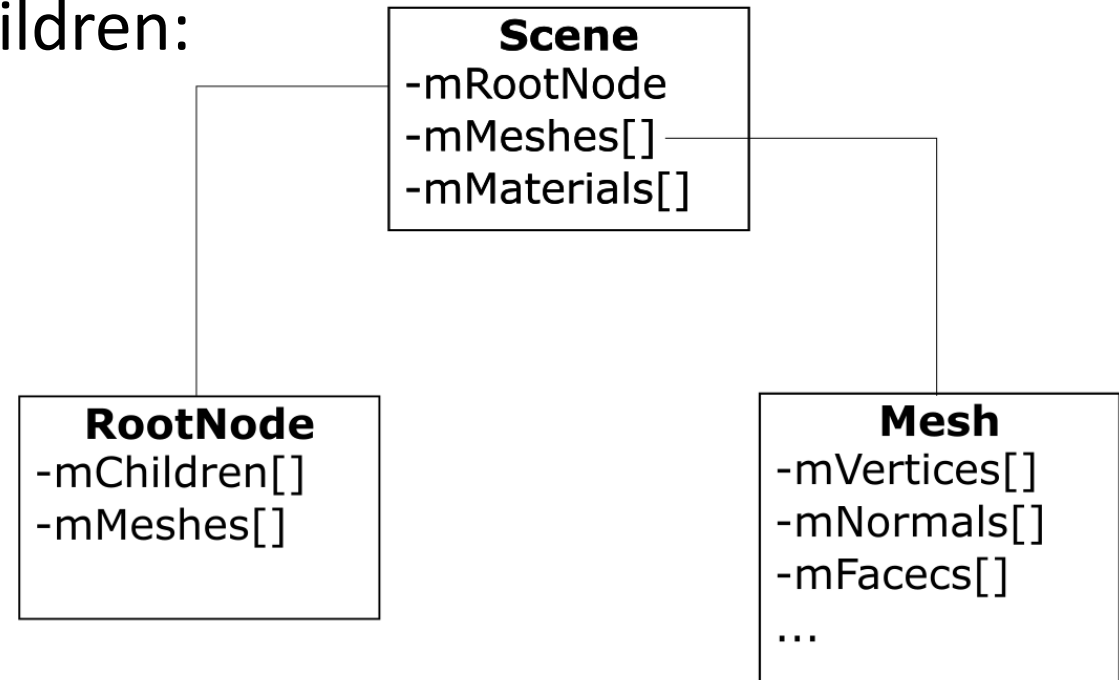 ildren:
Scene
-mRootNode
-mMeshes[]
-mMaterials[]
RootNode
-mChildren[]
-mMeshes[]
Mesh
-mVertices[]
-mNormals[]
-mFacecs[]
...